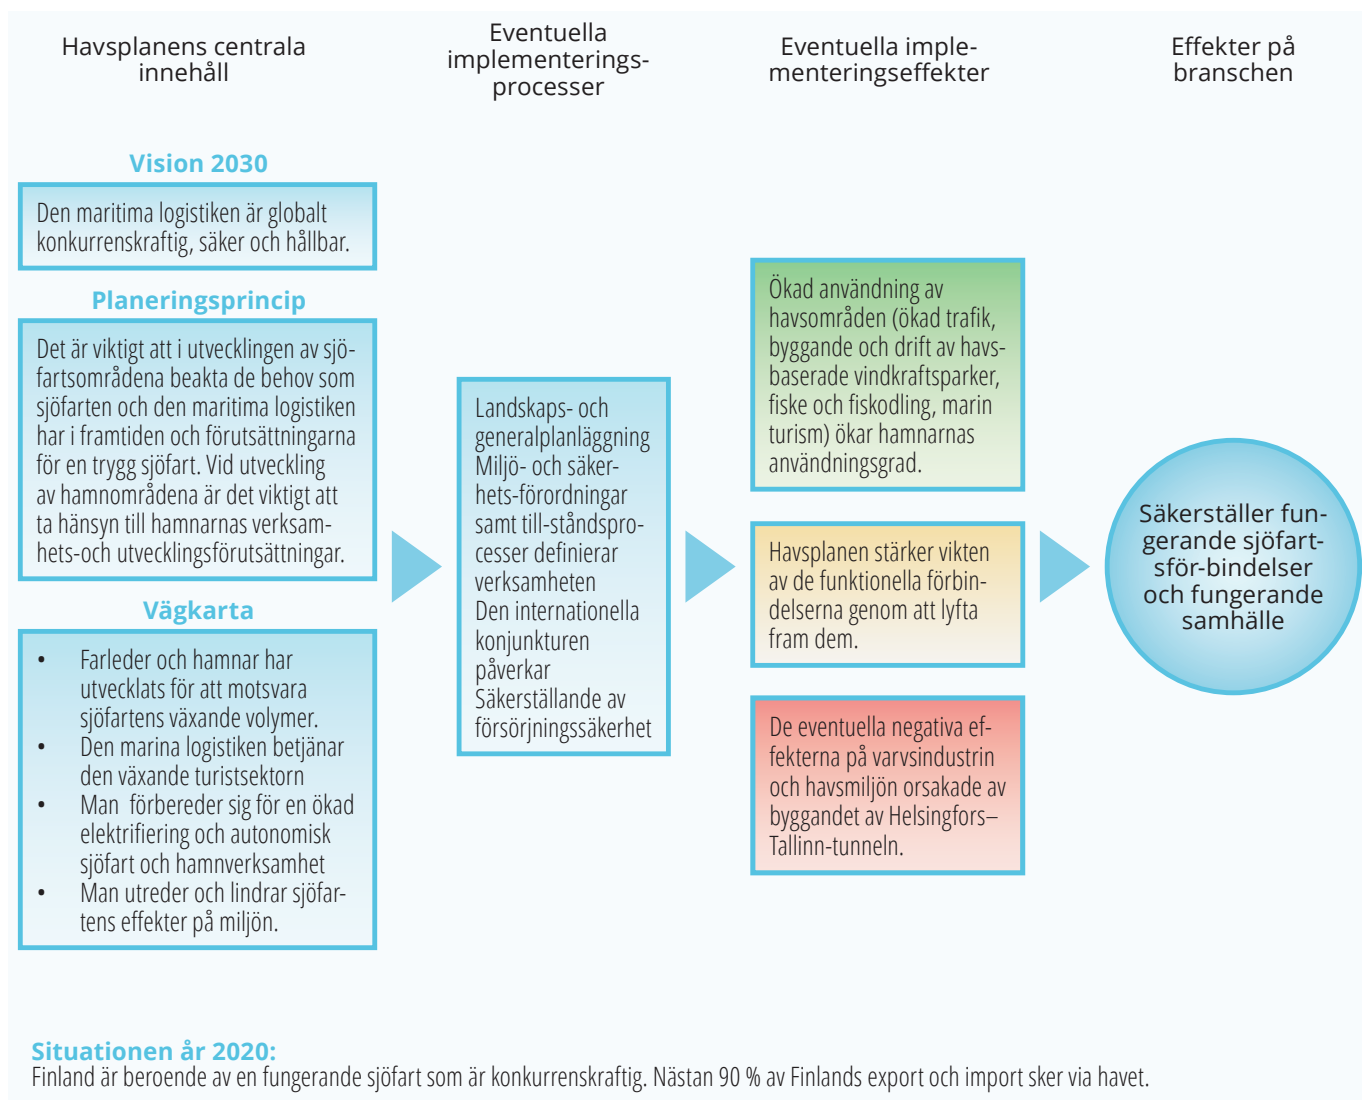 Havsplanens centrala
innehåll
Eventuella
implementerings-
processer
Eventuella imple-
menteringseffekter
Effekter på
branschen
Vision 2030
Den maritima logistiken är globalt
konkurrenskraftig, säker och hållbar.
Planeringsprincip
Det är viktigt att i utvecklingen av sjö-
fartsområdena beakta de behov som
sjöfarten och den maritima logistiken
har i framtiden och förutsättningarna
för en trygg sjöfart. Vid utveckling
av hamnområdena är det viktigt att
ta hänsyn till hamnarnas verksam-
hets-och utvecklingsförutsättningar.
Vägkarta
• Farleder och hamnar har
utvecklats för att motsvara
sjöfartens växande volymer.
• Den marina logistiken betjänar
den växande turistsektorn
• Man förbereder sig för en ökad
elektrifiering och autonomisk
sjöfart och hamnverksamhet
• Man utreder och lindrar sjöfar-
tens effekter på miljön.
Landskaps- och
generalplanläggning
Miljö- och säker-
hets-förordningar
samt till-ståndspro-
cesser definierar
verksamheten
Den internationella
konjunkturen
påverkar
Säkerställande av
försörjningssäkerhet
Ökad användning av
havsområden (ökad trafik,
byggande och drift av havs-
baserade vindkraftsparker,
fiske och fiskodling, marin
turism) ökar hamnarnas
användningsgrad.
Havsplanen stärker vikten
av de funktionella förbin-
delserna genom att lyfta
fram dem.
De eventuella negativa ef-
fekterna på varvsindustrin
och havsmiljön orsakade av
byggandet av Helsingfors–
Tallinn-tunneln.
Säkerställer fun-
gerande sjöfart-
sför-bindelser
och fungerande
samhälle
Situationen år 2020:
Finland är beroende av en fungerande sjöfart som är konkurrenskraftig. Nästan 90 % av Finlands export och import sker via havet.